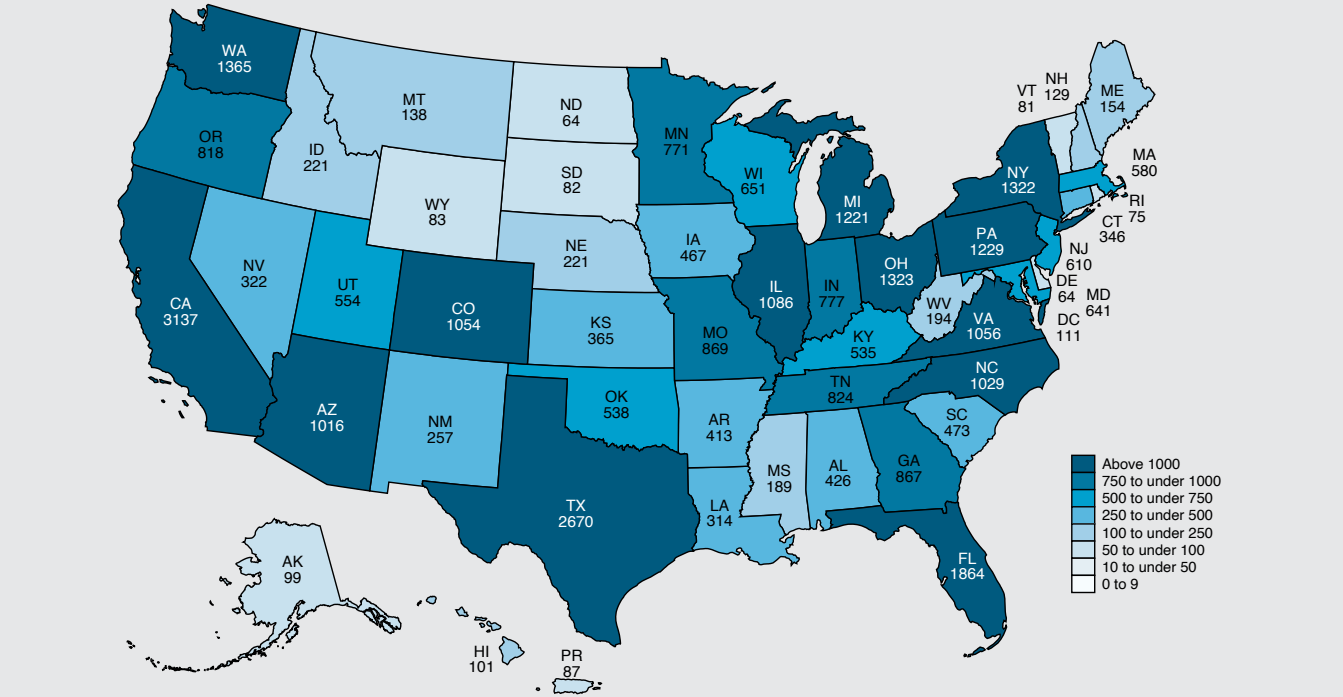 WA
1365
OR
818
CA
3137
ID
221
NV
322
MT
138
WY
83
UT
554
AZ
1016
CO
1054
NM
257
ND
64
SD
82
NE
221
KS
365
OK
538
TX
2670
MN
771
IA
467
MO
869
AR
413
LA
314
WI
651
IL
1086
MI
1221
IN
777
OH
1323
KY
535
TN
824
MS
189
AL
426
GA
867
FL
1864
SC
473
NC
1029
VA
1056
WV
194
PA
1229
NY
1322
VT
81
NH
129
ME
154
MA
580
RI
75
CT
346
NJ
610
DE
64
MD
641
DC
111
AK
99
HI
101
PR
87
Above 1000
750 to under 1000
500 to under 750
250 to under 500
100 to under 250
50 to under 100
10 to under 50
0 to 9